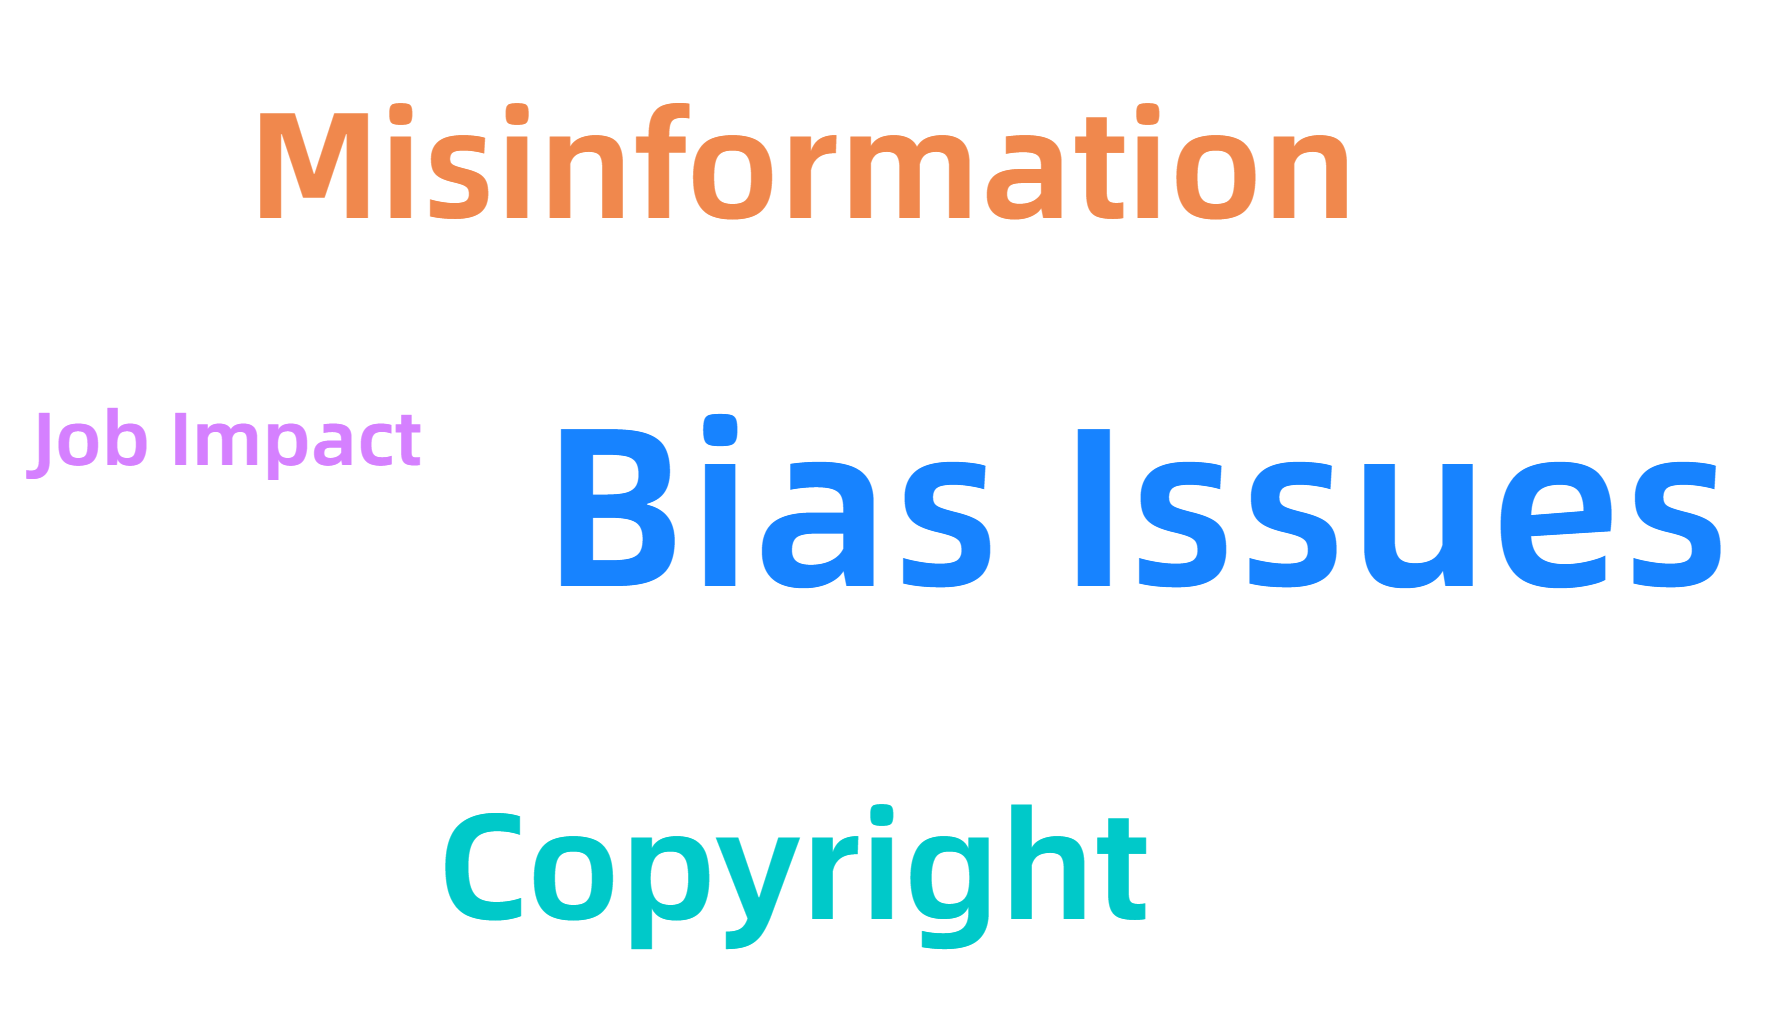 Misinformation
Job Impact
Bias Issues
Copyright